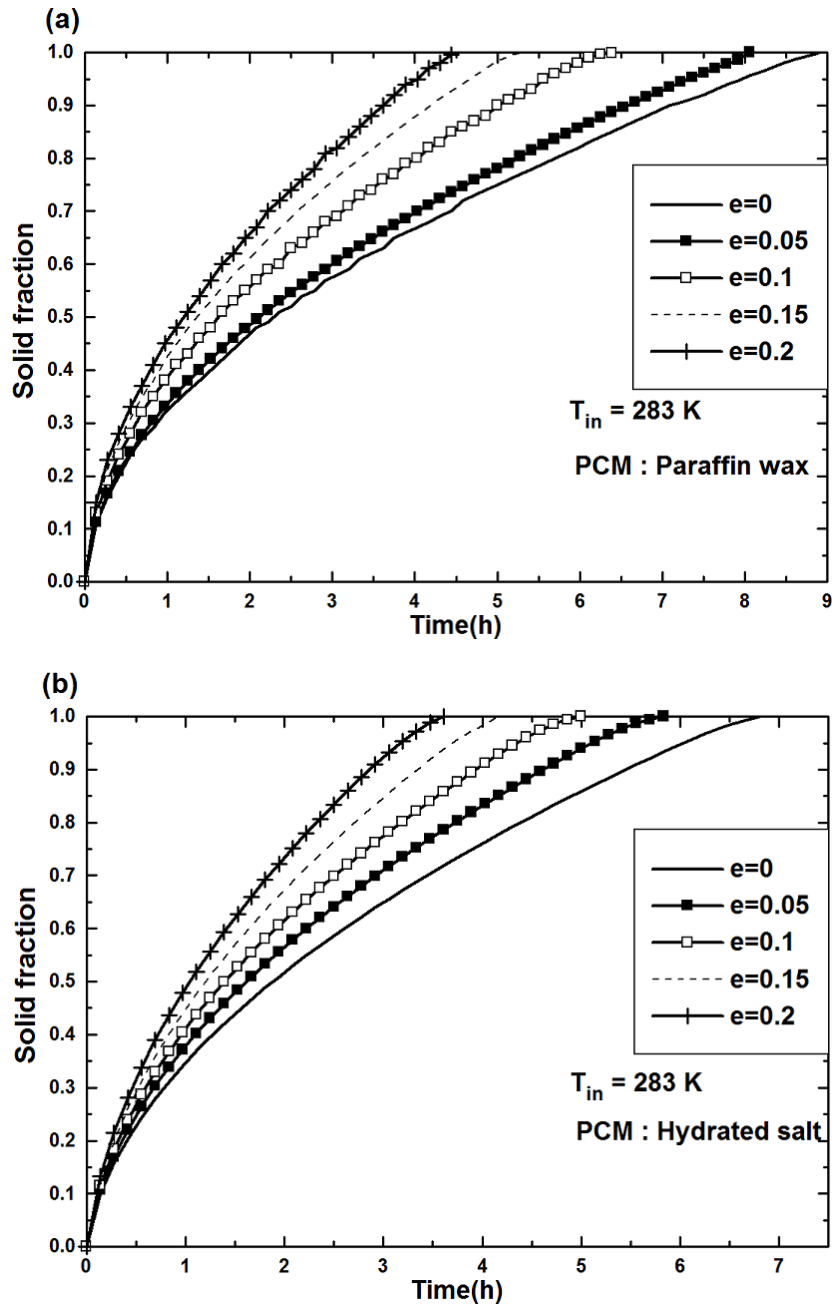 (a)
1.0
0.9
0.8
0.7
0.6
0.5
0.4
0.3
0.2
0.1
0.0
Solid fraction
e=0
e=0.05
e=0.1
e=0.15
e=0.2
T_in = 283 K
PCM : Paraffin wax
0 1 2 3 4 5 6 7 8 9
Time(h)
(b)
1.0
0.9
0.8
0.7
0.6
0.5
0.4
0.3
0.2
0.1
0.0
Solid fraction
e=0
e=0.05
e=0.1
e=0.15
e=0.2
T_in = 283 K
PCM : Hydrated salt
0 1 2 3 4 5 6 7
Time(h)